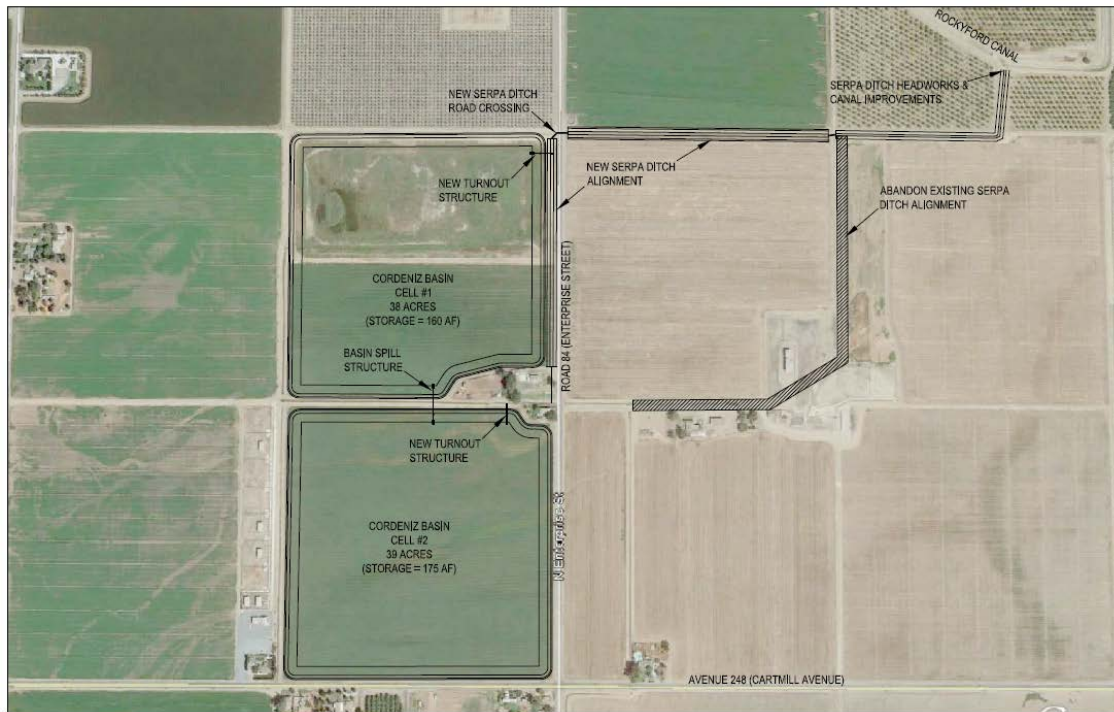 ROCKYFORD CANAL
SERPA DITCH HEADWORKS &
CANAL IMPROVEMENTS
NEW SERPA DITCH
ROAD CROSSING
NEW TURNOUT
STRUCTURE
NEW SERPA DITCH
ALIGNMENT
ABANDON EXISTING SERPA
DITCH ALIGNMENT
CORDENIZ BASIN
CELL #1
38 ACRES
(STORAGE = 160 AF)
ROAD 84 (ENTERPRISE STREET)
BASIN SPILL
STRUCTURE
NEW TURNOUT
STRUCTURE
CORDENIZ BASIN
CELL #2
39 ACRES
(STORAGE = 175 AF)
N Enterprise St
AVENUE 248 (CARTMILL AVENUE)